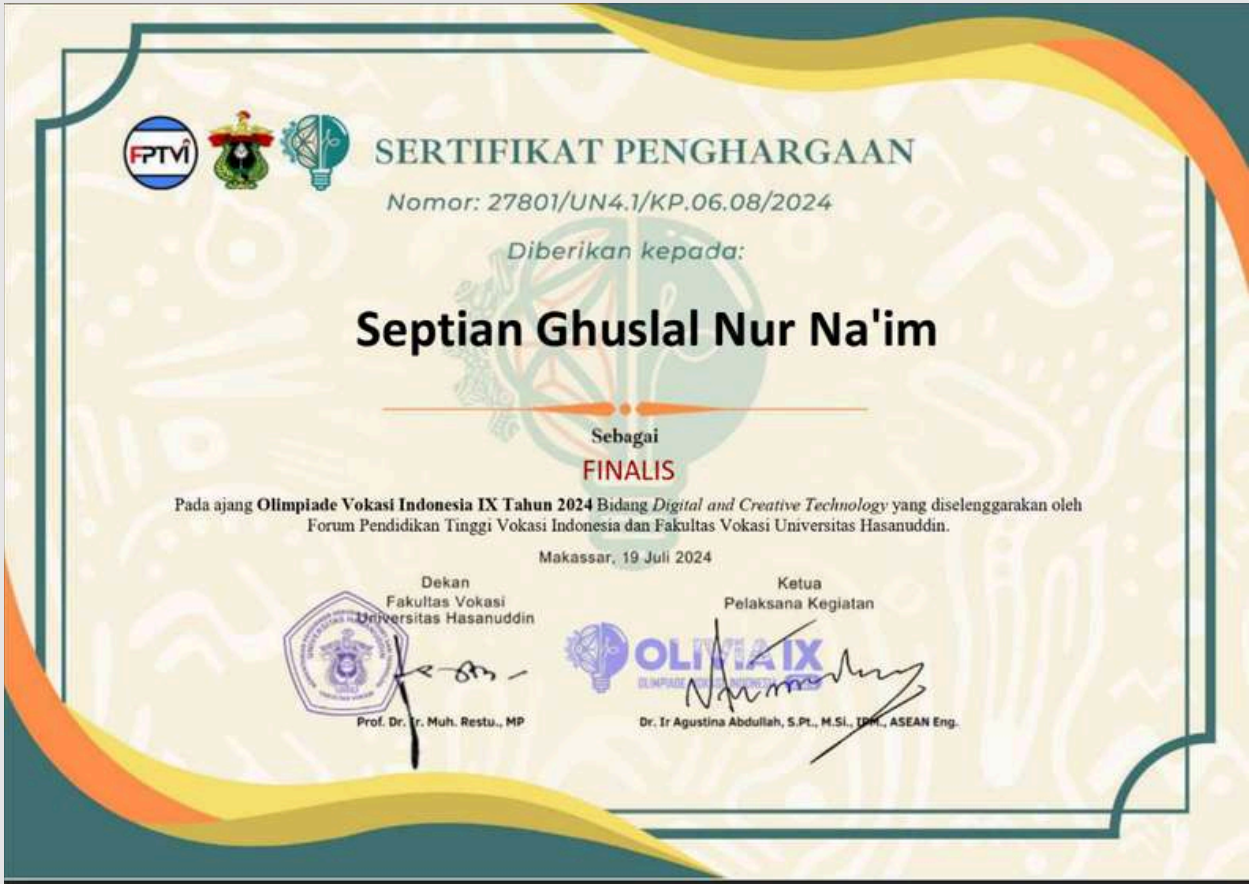 FPTVI
SERTIFIKAT PENGHARGAAN
Nomor: 27801/UN4.1/KP.06.08/2024
Diberikan kepada:
Septian Ghuslal Nur Na'im
Sebagai
FINALIS
Pada ajang Olimpiade Vokasi Indonesia IX Tahun 2024 Bidang Digital and Creative Technology yang diselenggarakan oleh
Forum Pendidikan Tinggi Vokasi Indonesia dan Fakultas Vokasi Universitas Hasanuddin.
Makassar, 19 Juli 2024
Dekan
Fakultas Vokasi
Universitas Hasanuddin
Prof. Dr. Ir. Muh. Restu., MP
Ketua
Pelaksana Kegiatan
OLIVIA IX
OLIMPIADE VOKASI INDONESIA
Dr. Ir Agustina Abdullah, S.Pt., M.Si., IPM., ASEAN Eng.